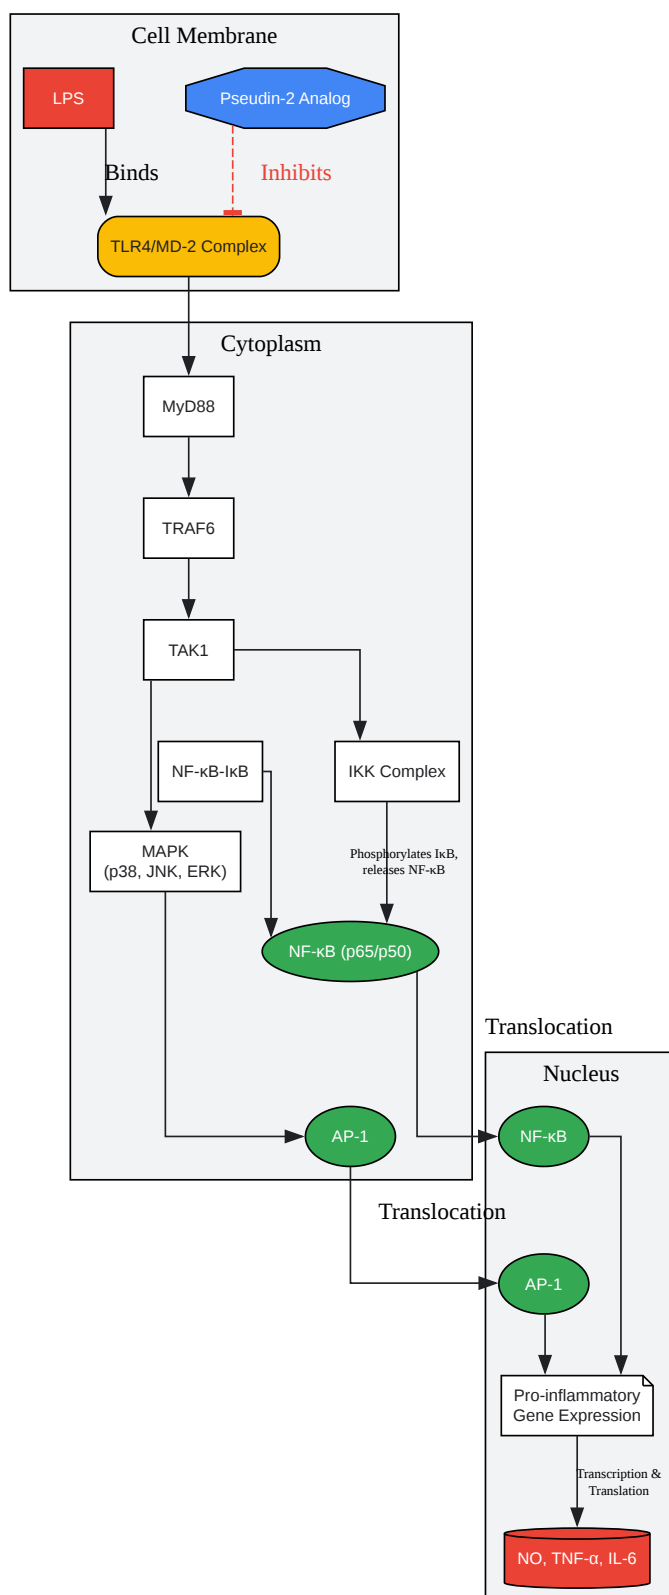 Cell Membrane
LPS
Pseudin-2 Analog
Binds
Inhibits
TLR4/MD-2 Complex
Cytoplasm
MyD88
TRAF6
TAK1
NF-κB-IκB
IKK Complex
MAPK
(p38, JNK, ERK)
Phosphorylates IκB,
releases NF-κB
NF-κB (p65/p50)
Translocation
Nucleus
AP-1
NF-κB
Translocation
AP-1
Pro-inflammatory
Gene Expression
Transcription &
Translation
NO, TNF-α, IL-6